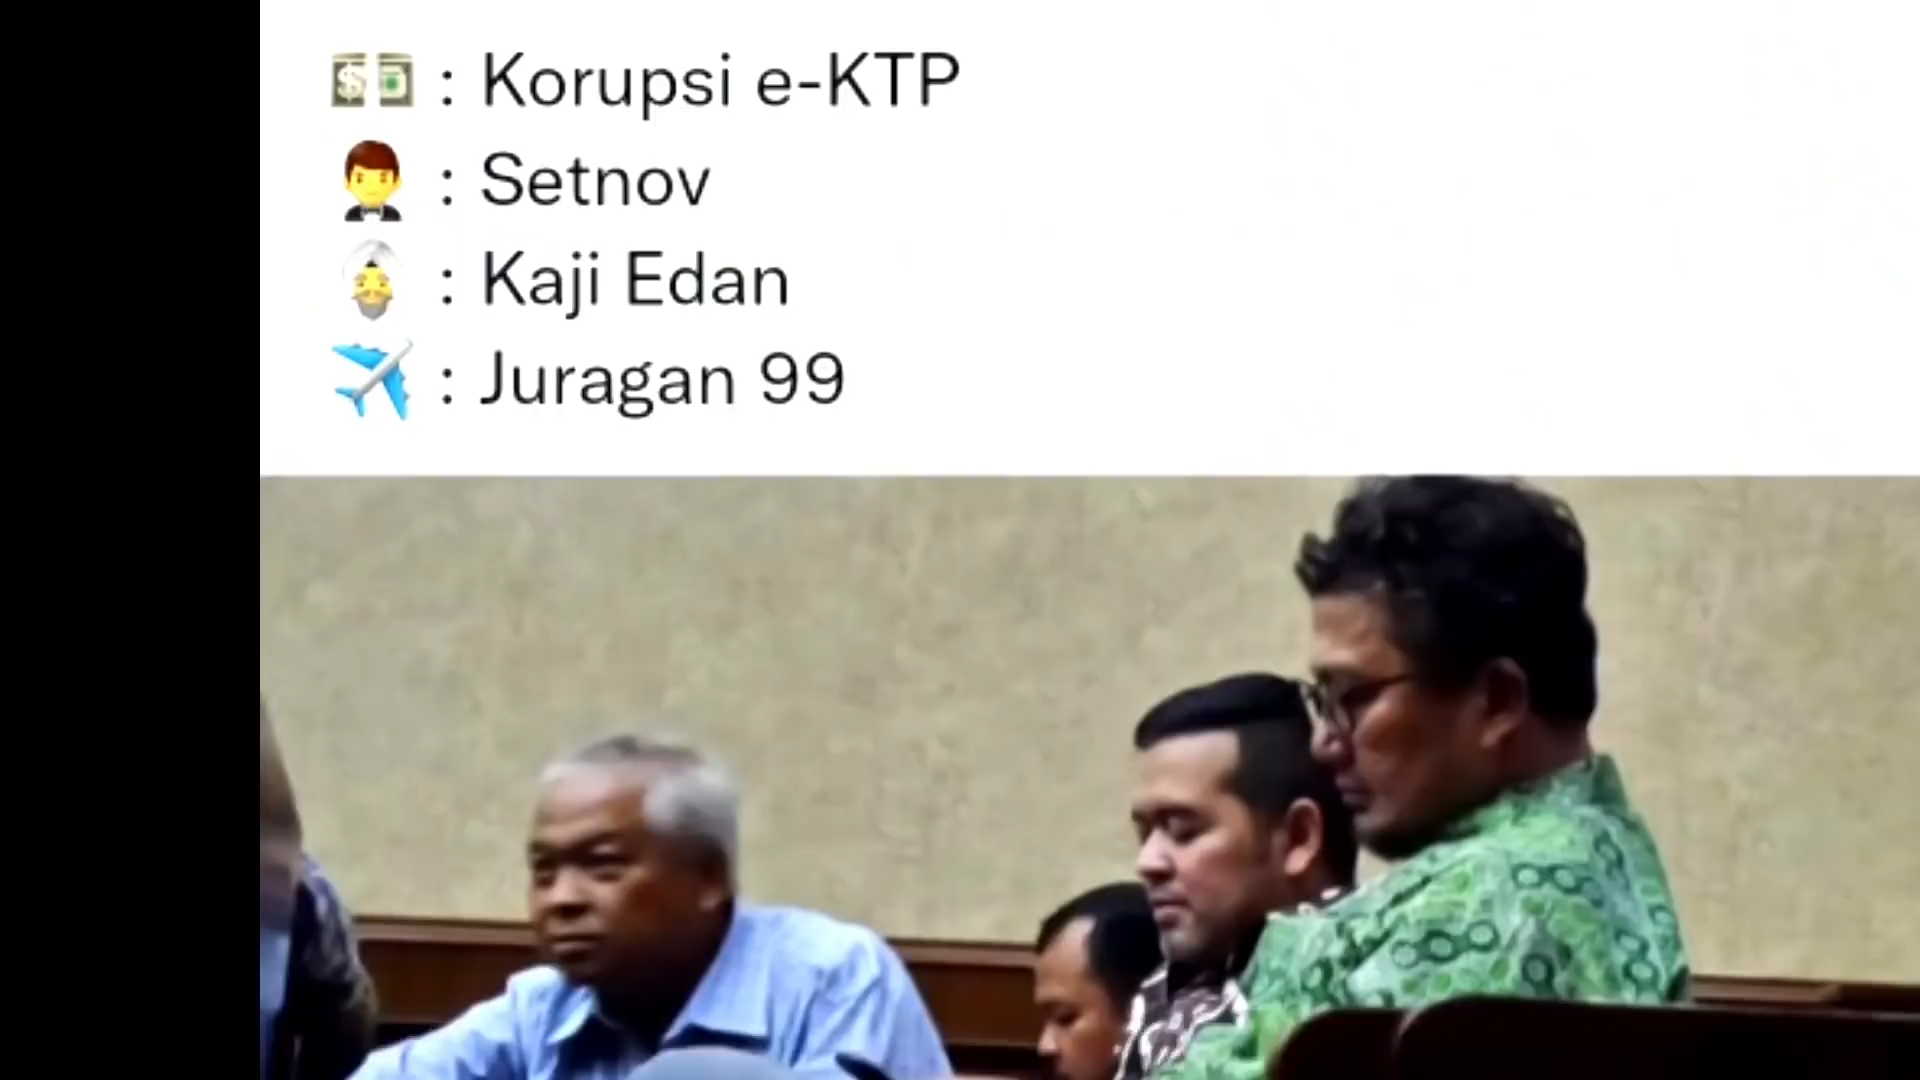 💵 : Korupsi e-KTP
🤵‍♂️ : Setnov
👳‍♂️ : Kaji Edan
✈️ : Juragan 99